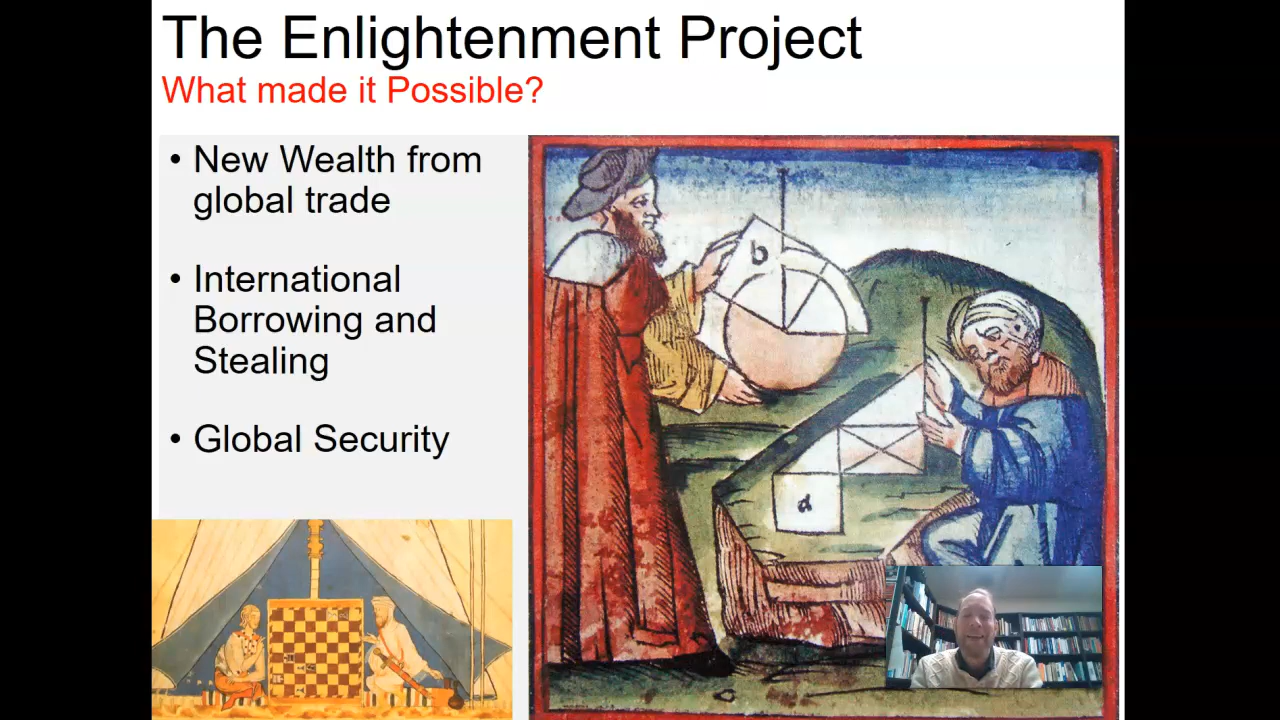 The Enlightenment Project
What made it Possible?
• New Wealth from
global trade
• International
Borrowing and
Stealing
• Global Security
b
d